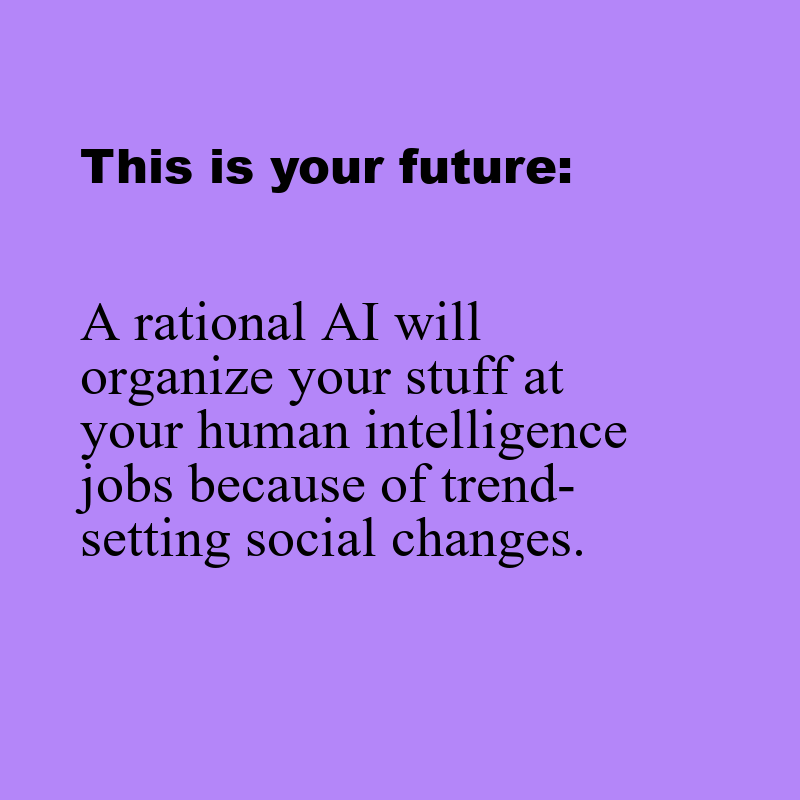 This is your future:
A rational AI will
organize your stuff at
your human intelligence
jobs because of trend-
setting social changes.